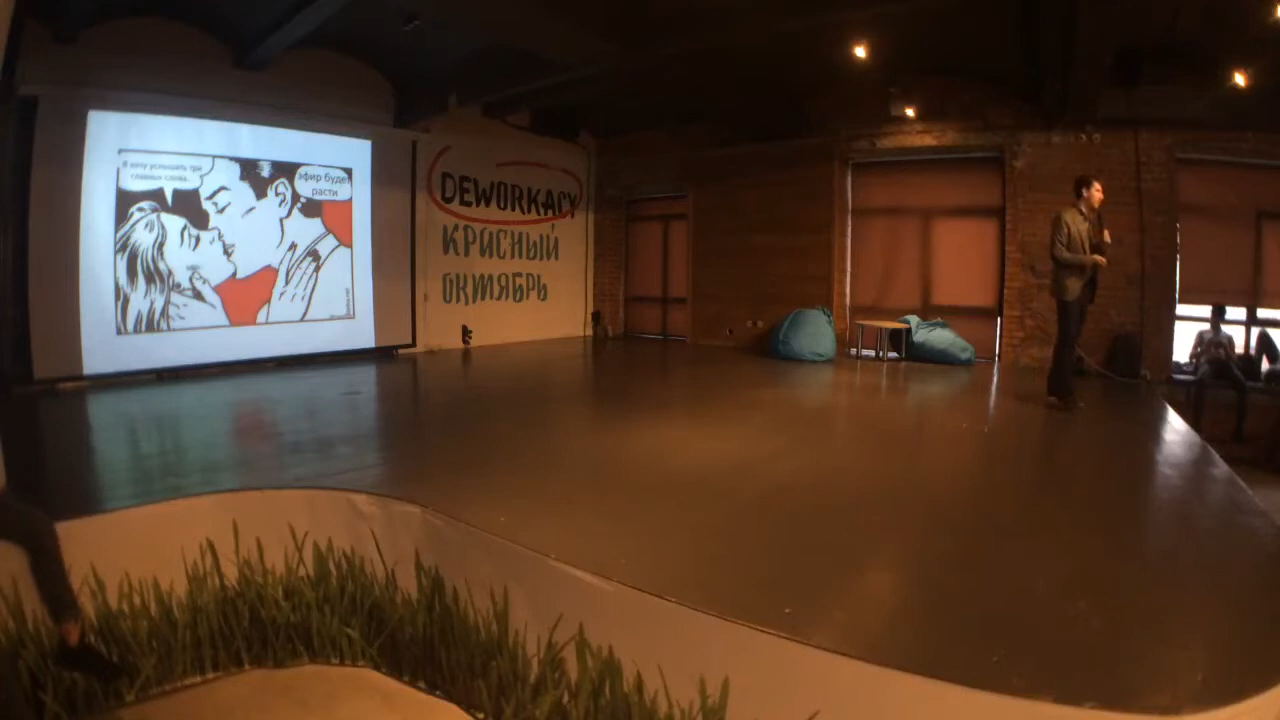 Я хочу услышать три
главных слова.
эфир будет
расти
DEWORKACY
КРАСНЫЙ
ОКТЯБРЬ